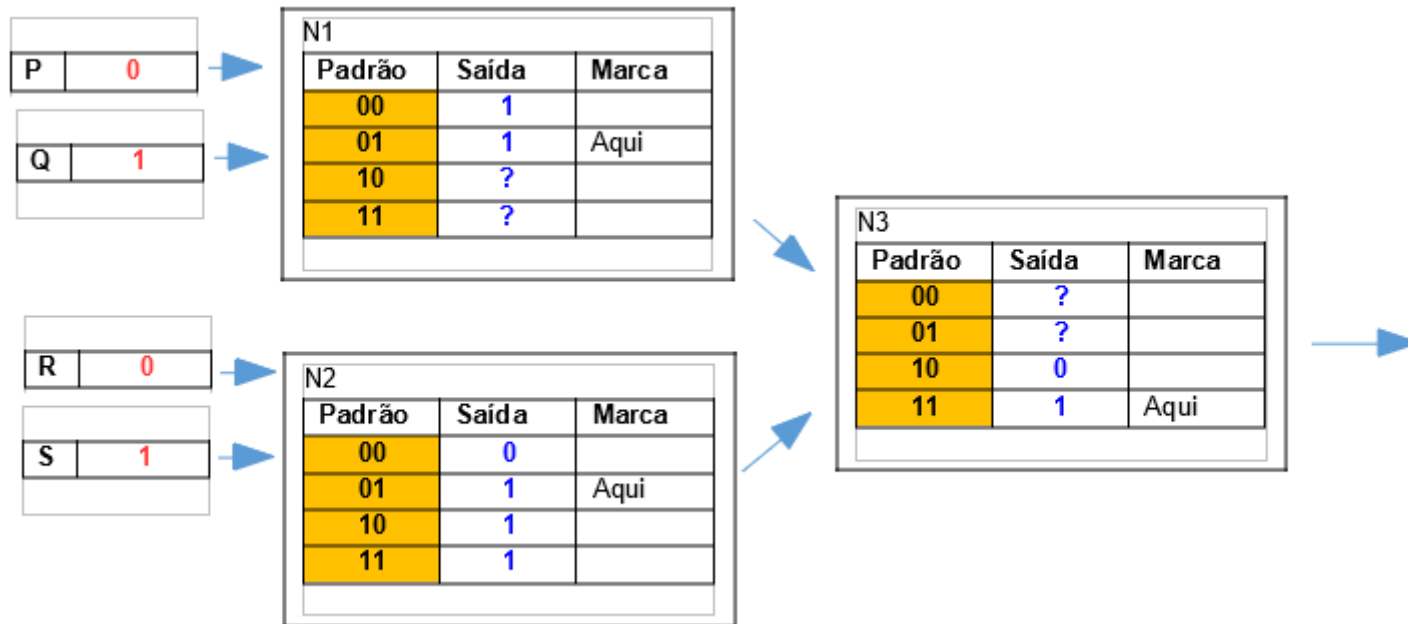 P 0
Q 1
N1
Padrão Saída Marca
00 1
01 1 Aqui
10 ?
11 ?
R 0
S 1
N2
Padrão Saída Marca
00 0
01 1 Aqui
10 1
11 1
N3
Padrão Saída Marca
00 ?
01 ?
10 0
11 1 Aqui